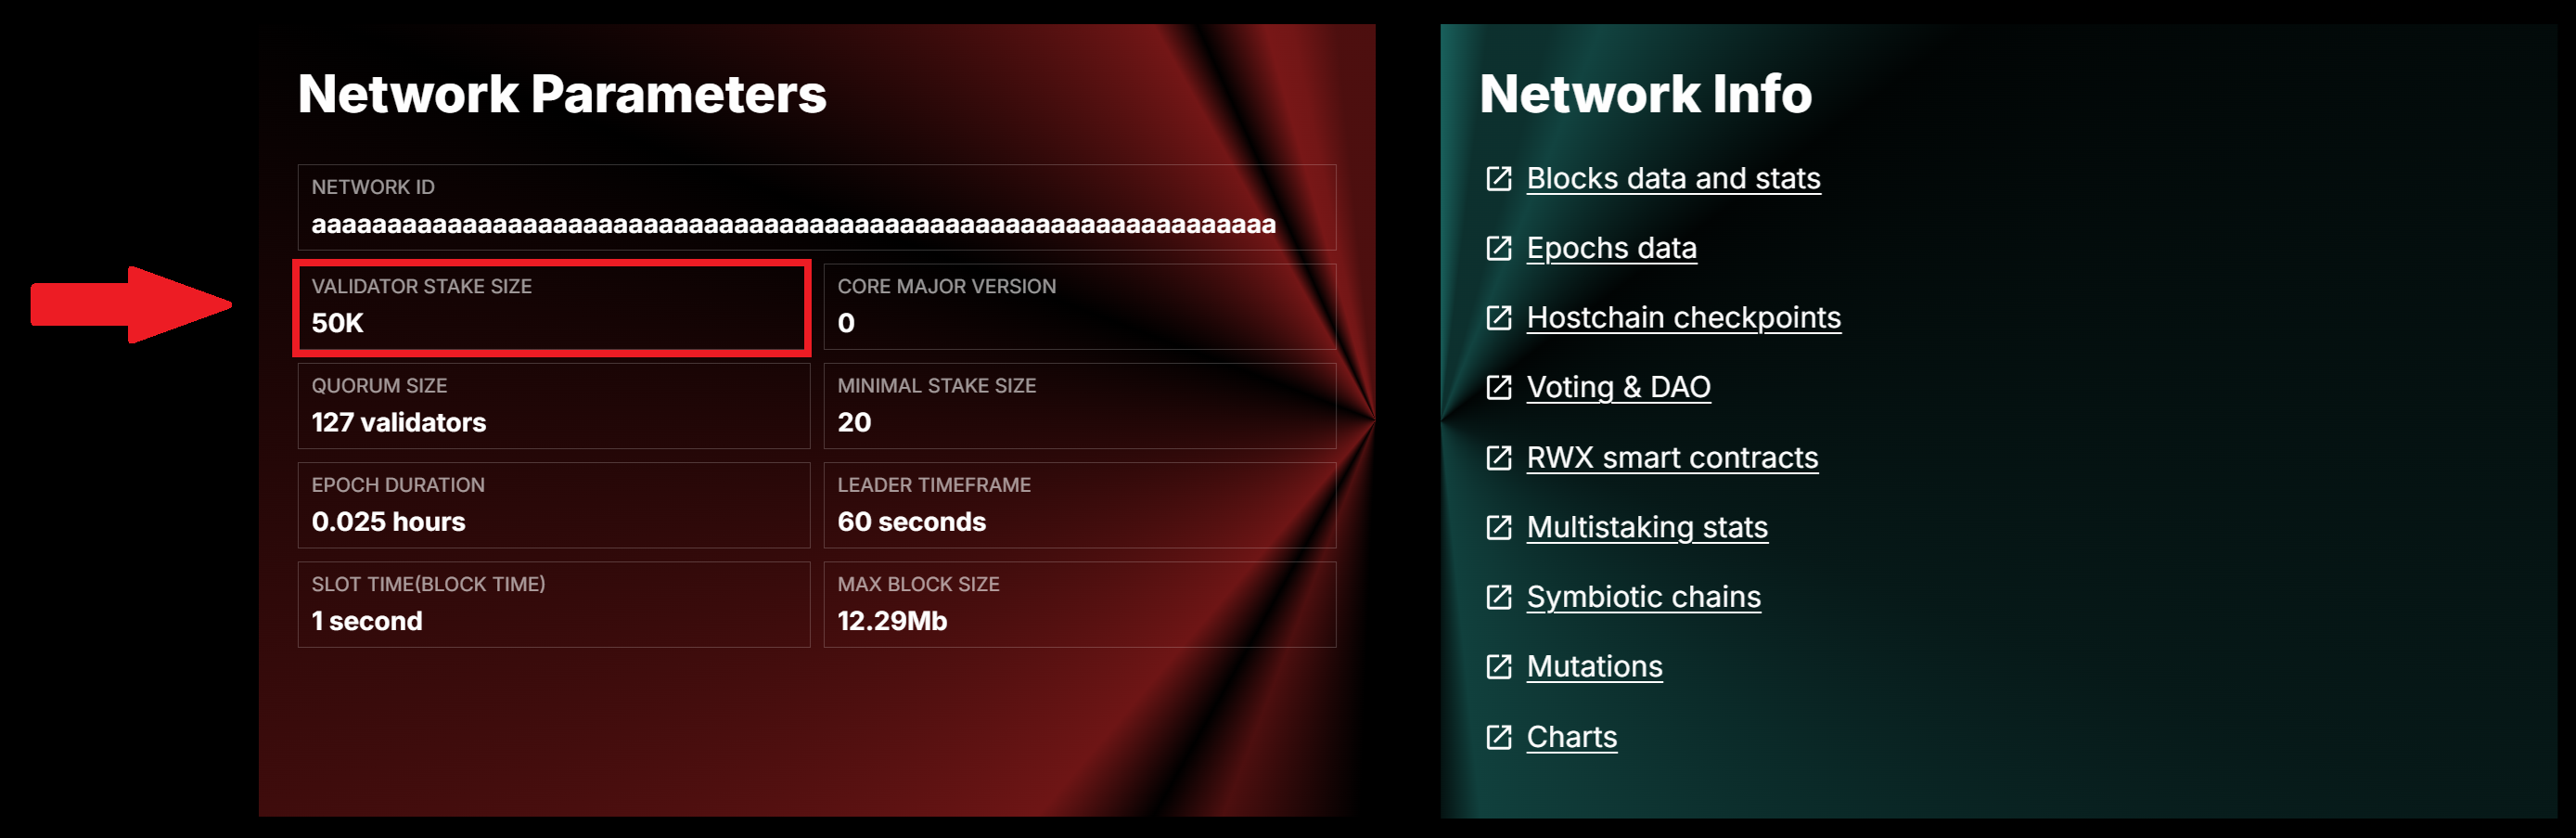 Network Parameters
NETWORK ID
aaaaaaaaaaaaaaaaaaaaaaaaaaaaaaaaaaaaaaaaaaaaaaaaaaaaaaaaaaaaaaaa
VALIDATOR STAKE SIZE
50K
CORE MAJOR VERSION
0
QUORUM SIZE
127 validators
MINIMAL STAKE SIZE
20
EPOCH DURATION
0.025 hours
LEADER TIMEFRAME
60 seconds
SLOT TIME(BLOCK TIME)
1 second
MAX BLOCK SIZE
12.29Mb
Network Info
Blocks data and stats
Epochs data
Hostchain checkpoints
Voting & DAO
RWX smart contracts
Multistaking stats
Symbiotic chains
Mutations
Charts